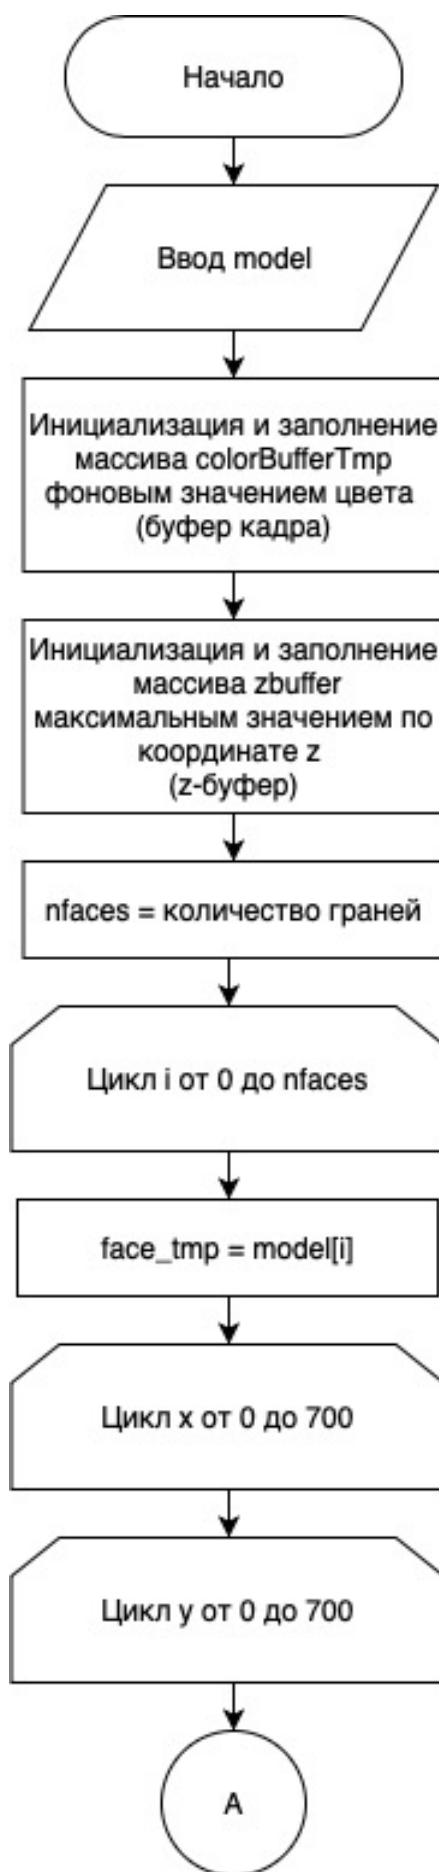 Начало
Ввод model
Инициализация и заполнение
массива colorBufferTmp
фоновым значением цвета
(буфер кадра)
Инициализация и заполнение
массива zbuffer
максимальным значением по
координате z
(z-буфер)
nfaces = количество граней
Цикл i от 0 до nfaces
face_tmp = model[i]
Цикл x от 0 до 700
Цикл y от 0 до 700
A